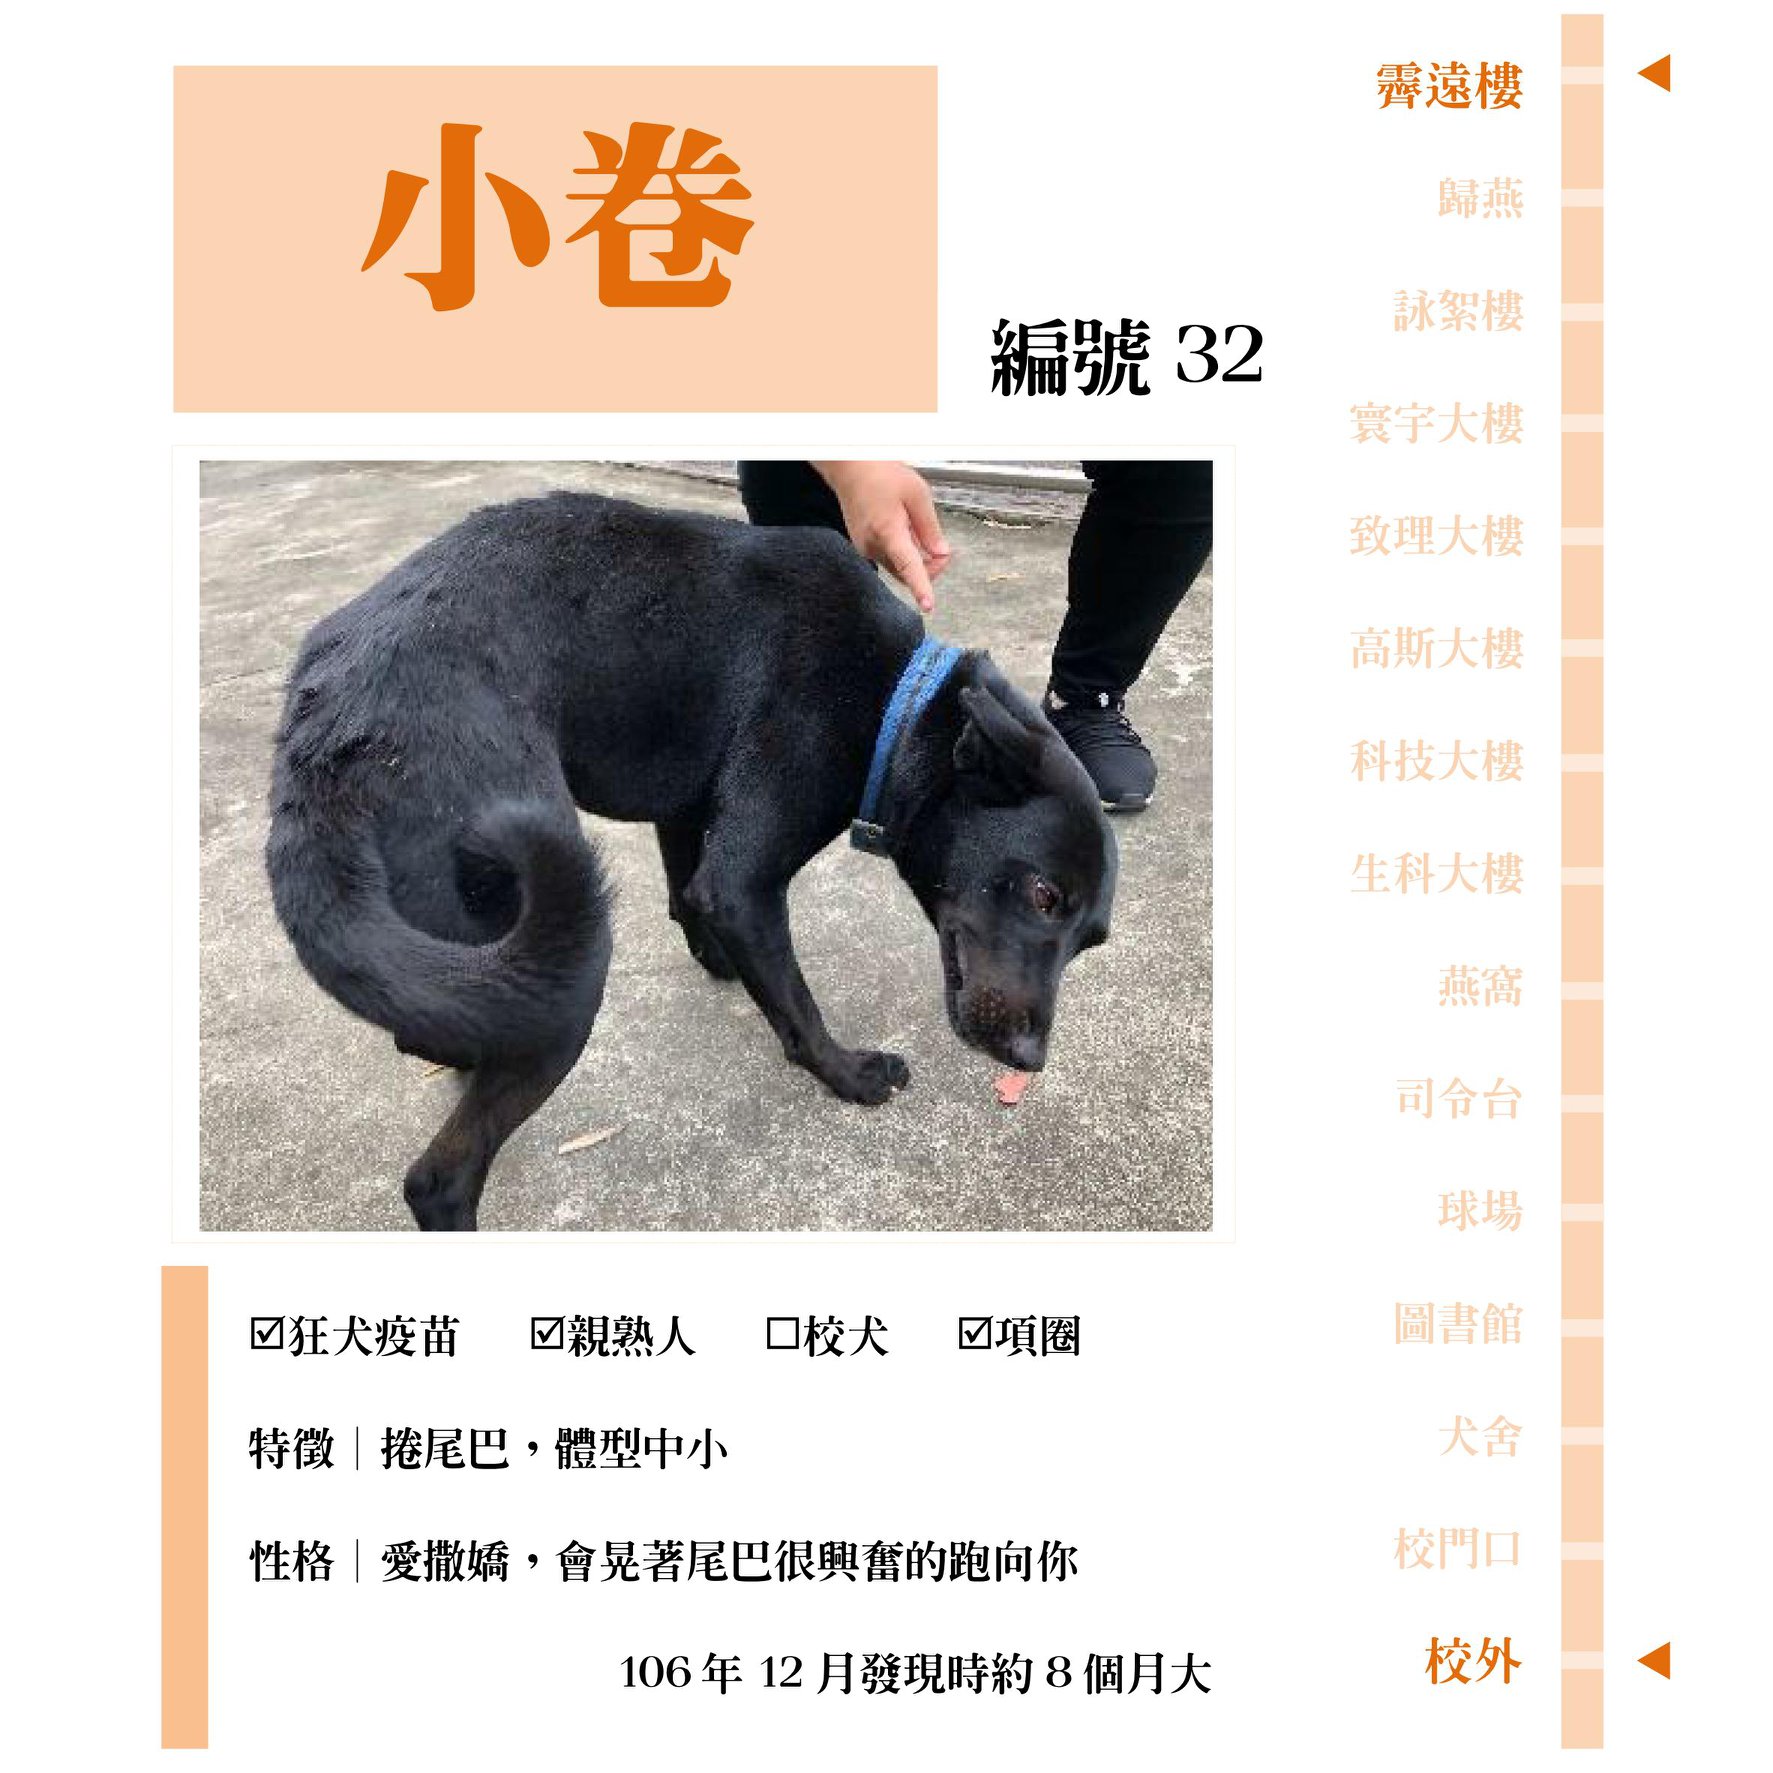 小卷
編號 32
☑狂犬疫苗 ☑親熟人 ☐校犬 ☑項圈
特徵｜捲尾巴，體型中小
性格｜愛撒嬌，會晃著尾巴很興奮的跑向你
106 年 12 月發現時約 8 個月大
霽遠樓
歸燕
詠絮樓
寰宇大樓
致理大樓
高斯大樓
科技大樓
生科大樓
燕窩
司令台
球場
圖書館
犬舍
校門口
校外